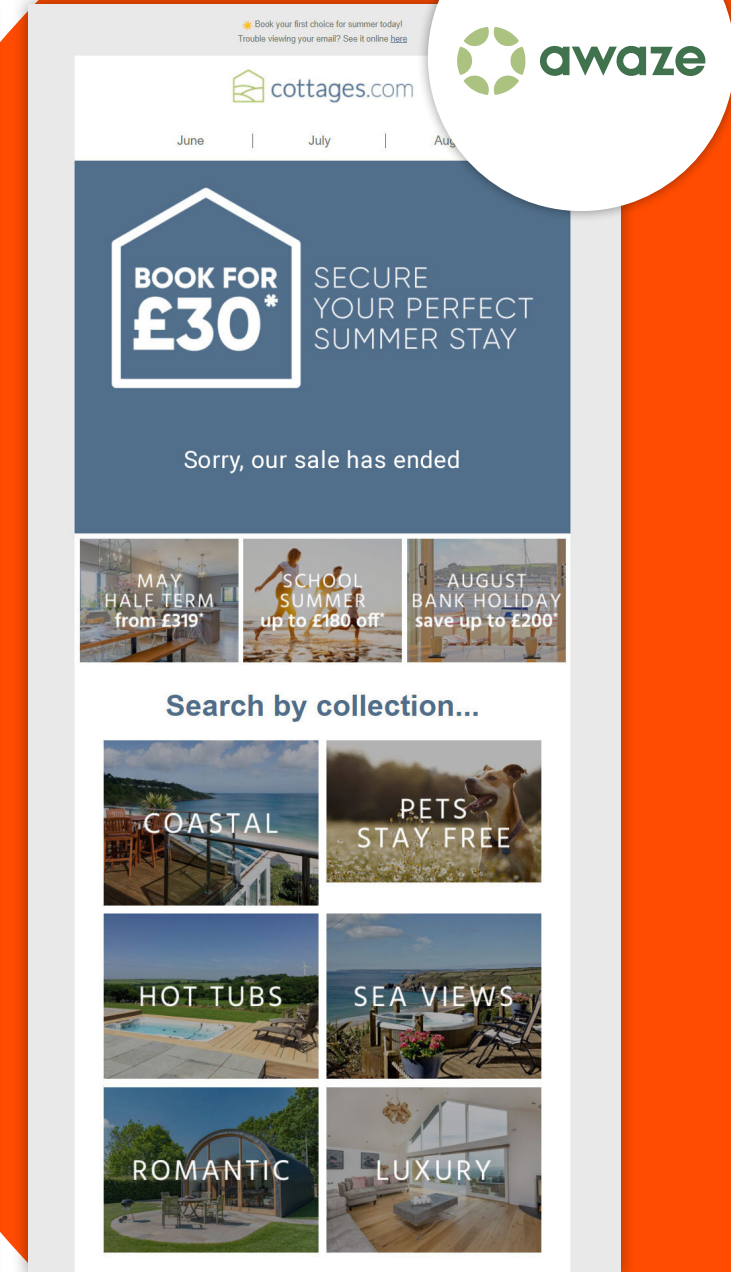 Book your first choice for summer today!
Trouble viewing your email? See it online here
awaze
cottages.com
June
July
Aug
BOOK FOR
£30*
SECURE
YOUR PERFECT
SUMMER STAY
Sorry, our sale has ended
MAY
HALF TERM
from £319*
SCHOOL
SUMMER
up to £180 off*
AUGUST
BANK HOLIDAY
save up to £200*
Search by collection...
COASTAL
PETS
STAY FREE
HOT TUBS
SEA VIEWS
ROMANTIC
LUXURY